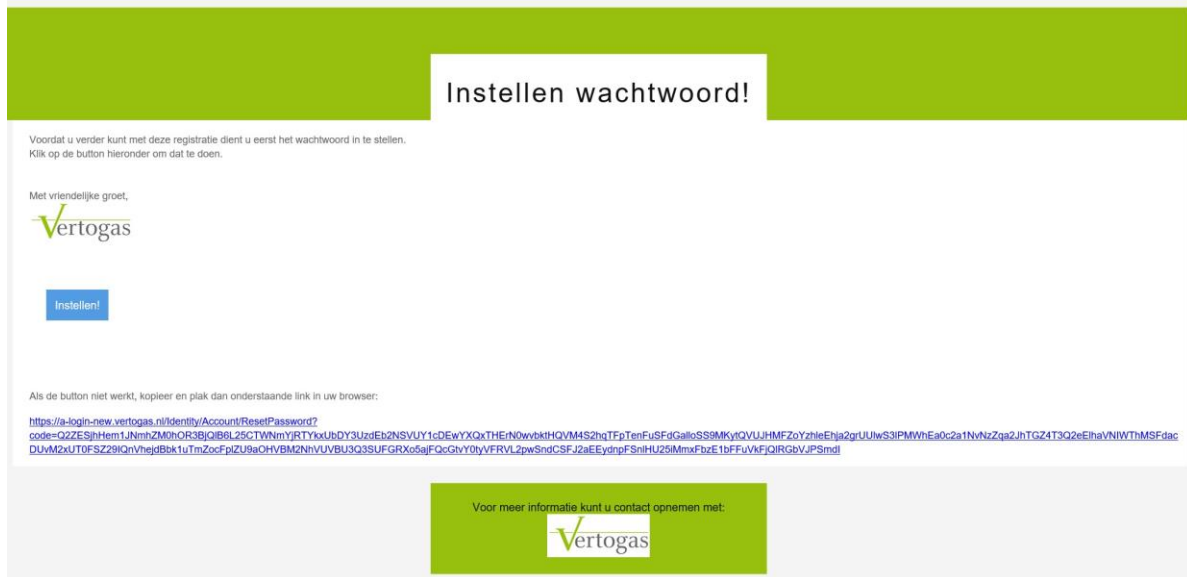 Instellen wachtwoord!
Voordat u verder kunt met deze registratie dient u eerst het wachtwoord in te stellen.
Klik op de button hieronder om dat te doen.
Met vriendelijke groet,
Vertogas
Instellen!
Als de button niet werkt, kopieer en plak dan onderstaande link in uw browser:
https://a-login-new.vertogas.nl/Identity/Account/ResetPassword?
Voor meer informatie kunt u contact opnemen met:
Vertogas